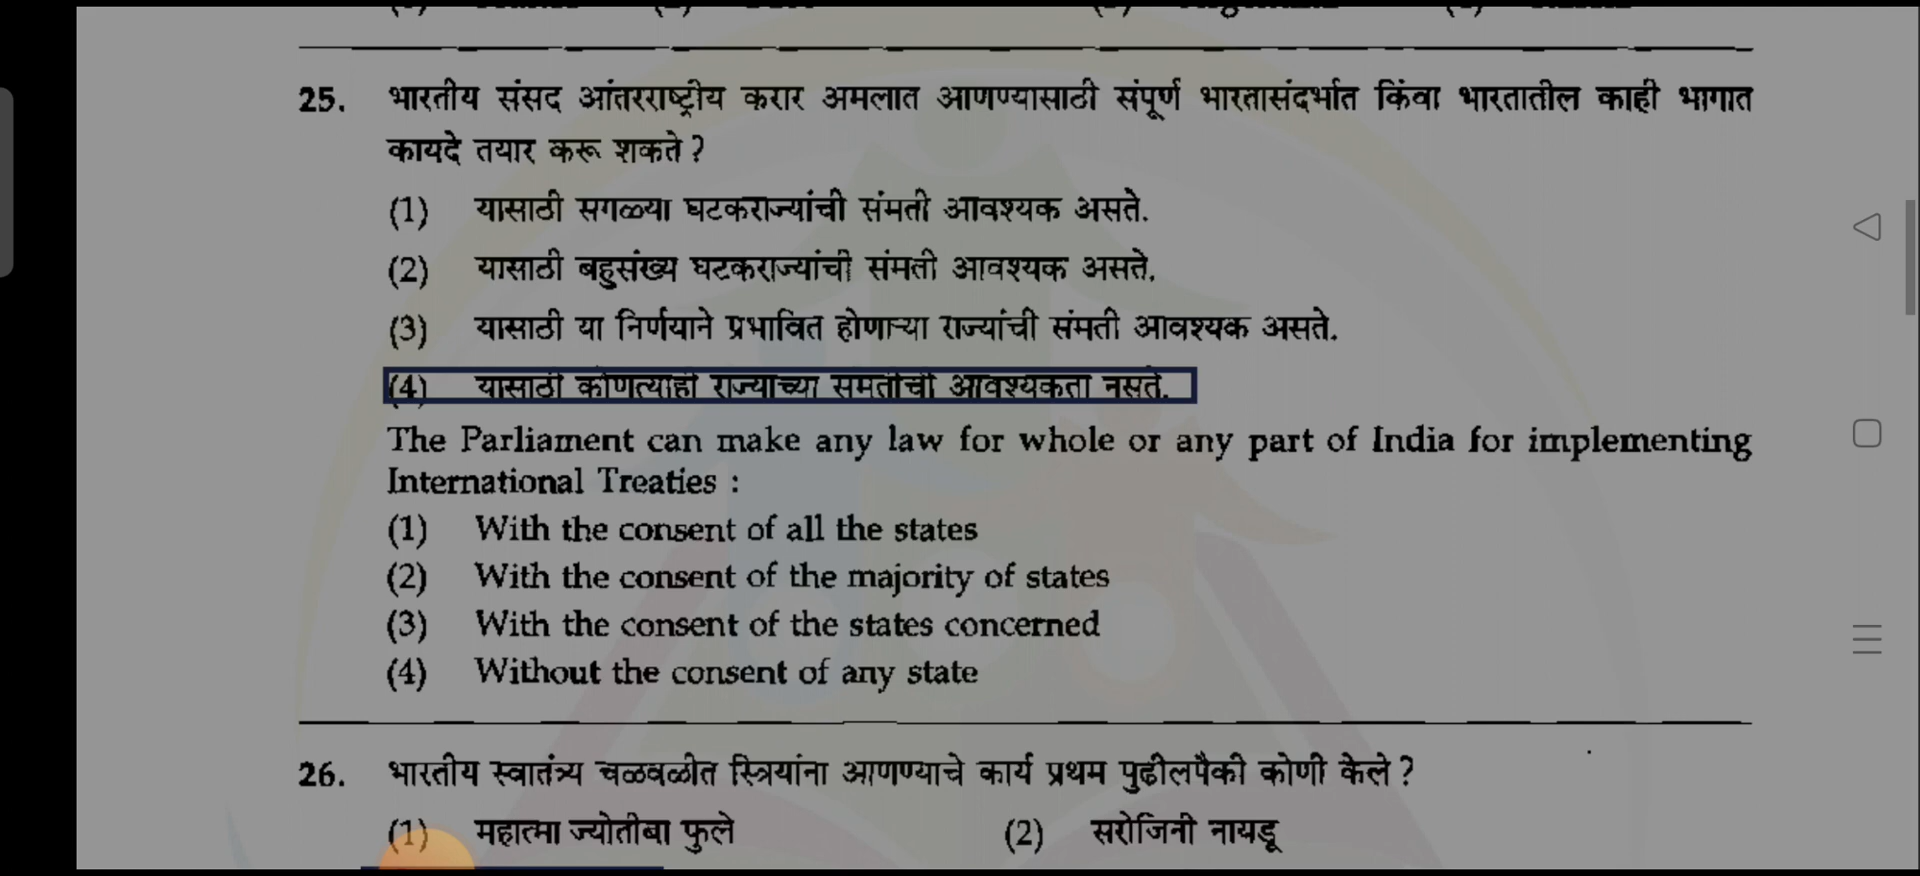 25. भारतीय संसद आंतरराष्ट्रीय करार अमलात आणण्यासाठी संपूर्ण भारतासंदर्भात किंवा भारतातील काही भागात
कायदे तयार करू शकते ?
(1) यासाठी सगळ्या घटकराज्यांची संमती आवश्यक असते.
(2) यासाठी बहुसंख्य घटकराज्यांची संमती आवश्यक असते.
(3) यासाठी या निर्णयाने प्रभावित होणाऱ्या राज्यांची संमती आवश्यक असते.
(4) यासाठी कोणत्याही राज्याच्या संमतीची आवश्यकता नसते.
The Parliament can make any law for whole or any part of India for implementing
International Treaties :
(1) With the consent of all the states
(2) With the consent of the majority of states
(3) With the consent of the states concerned
(4) Without the consent of any state
26. भारतीय स्वातंत्र्य चळवळीत स्त्रियांना आणण्याचे कार्य प्रथम पुढीलपैकी कोणी केले ?
(1) महात्मा ज्योतीबा फुले (2) सरोजिनी नायडू